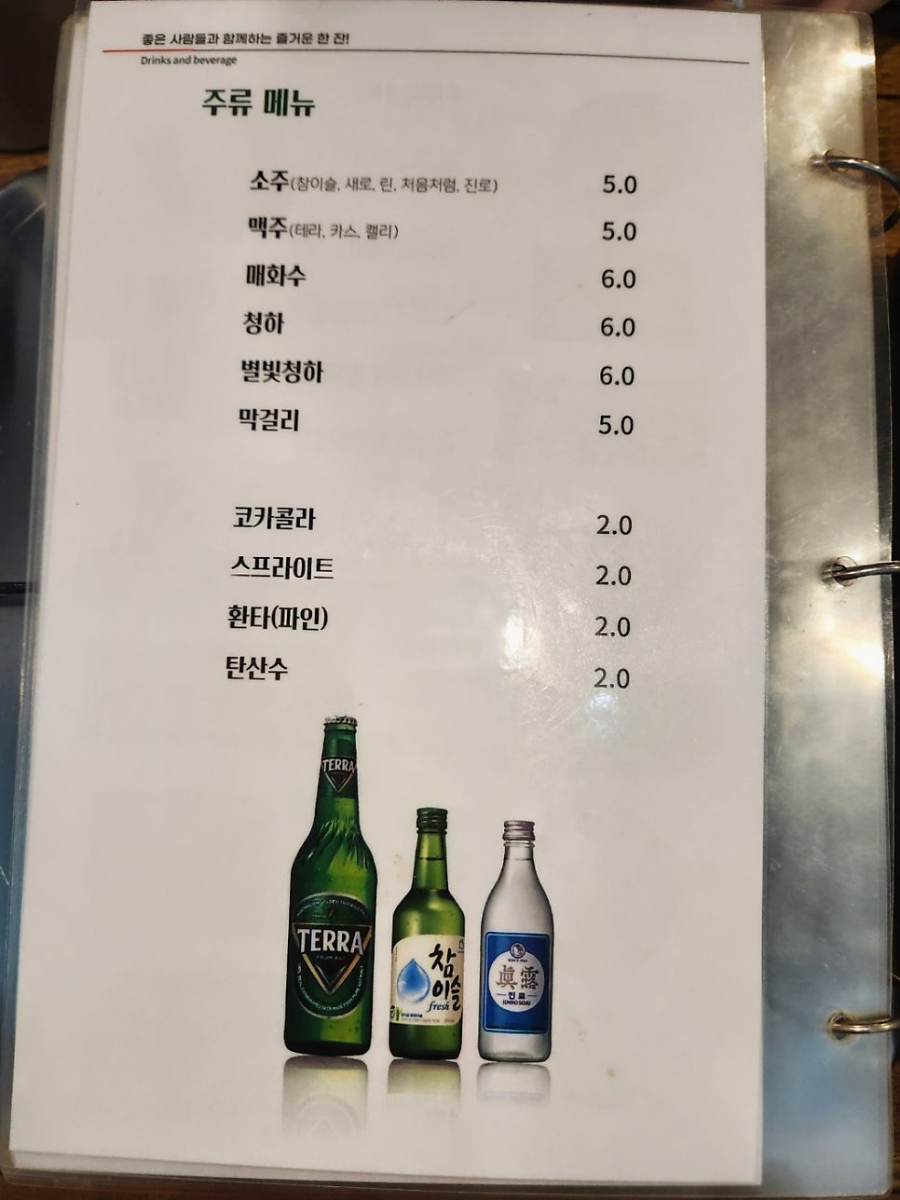 좋은 사람들과 함께하는 즐거운 한 잔!
Drinks and beverage
주류 메뉴
소주(참이슬, 새로, 린, 처음처럼, 진로) 5.0
맥주(테라, 카스, 켈리) 5.0
매화수 6.0
청하 6.0
별빛청하 6.0
막걸리 5.0
코카콜라 2.0
스프라이트 2.0
환타(파인) 2.0
탄산수 2.0
TERRA
TERRA
참이슬
fresh
眞露
진로
JINRO SOJU